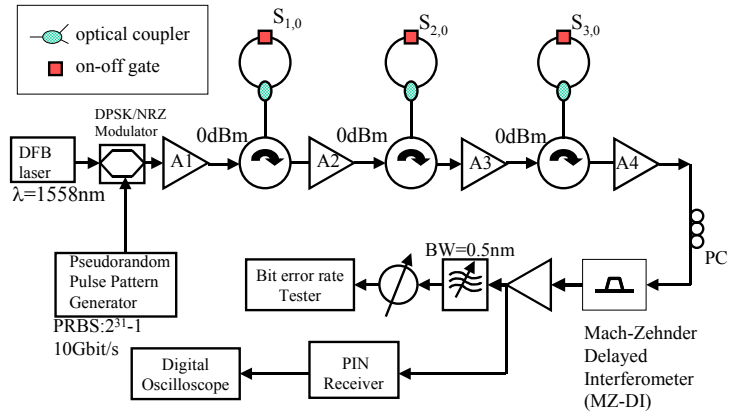 S1,0
S2,0
S3,0
optical coupler
on-off gate
DPSK/NRZ
Modulator
0dBm
0dBm
0dBm
DFB
laser
A1
A2
A3
A4
λ=1558nm
PC
BW=0.5nm
Pseudorandom
Pulse Pattern
Generator
Bit error rate
Tester
PRBS:2³¹-1
10Gbit/s
Mach-Zehnder
Delayed
Interferometer
(MZ-DI)
Digital
Oscilloscope
PIN
Receiver